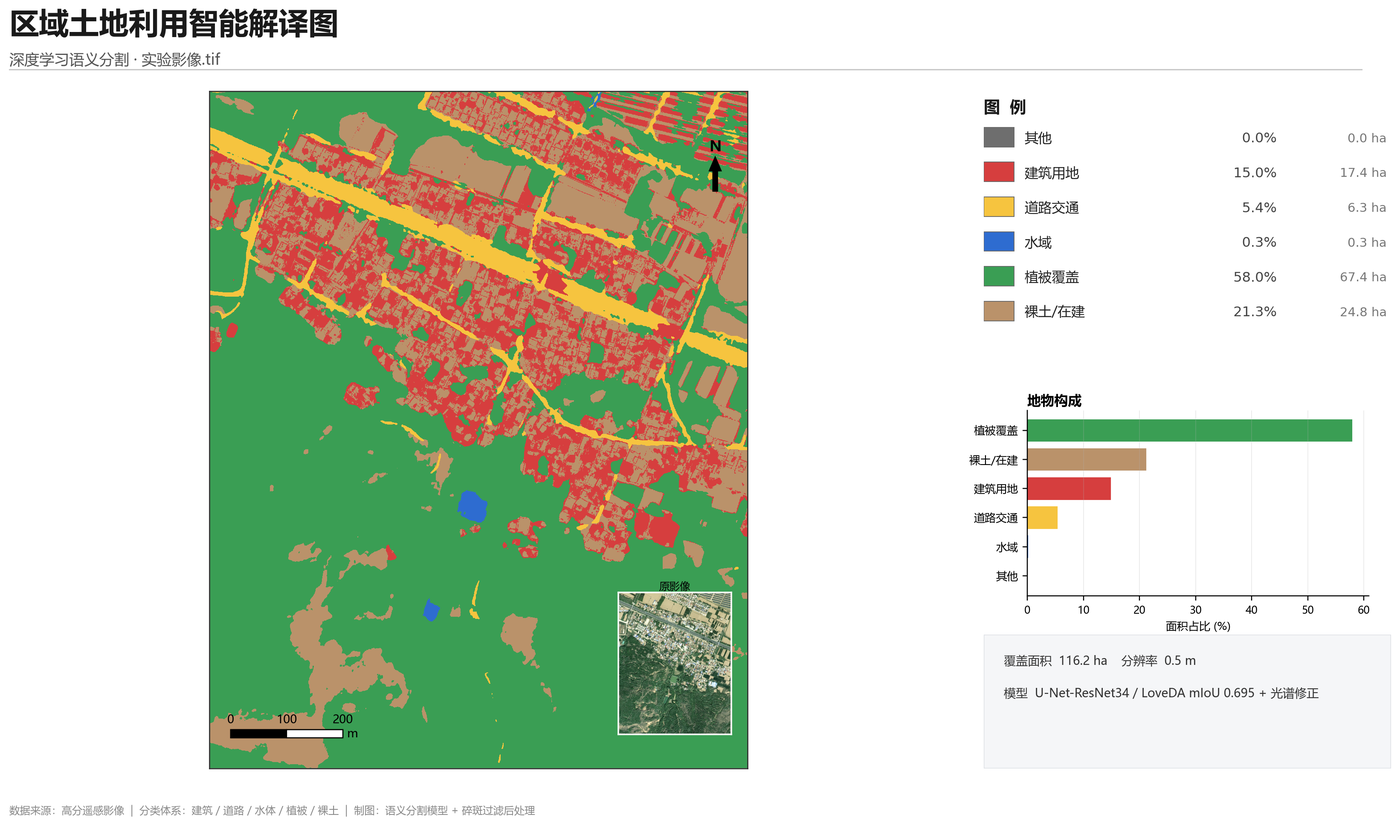 区域土地利用智能解译图
深度学习语义分割 · 实验影像.tif
N
原影像
0 100 200
m
图 例
其他 0.0% 0.0 ha
建筑用地 15.0% 17.4 ha
道路交通 5.4% 6.3 ha
水域 0.3% 0.3 ha
植被覆盖 58.0% 67.4 ha
裸土/在建 21.3% 24.8 ha
地物构成
植被覆盖
裸土/在建
建筑用地
道路交通
水域
其他
0 10 20 30 40 50 60
面积占比 (%)
覆盖面积 116.2 ha 分辨率 0.5 m
模型 U-Net-ResNet34 / LoveDA mIoU 0.695 + 光谱修正
数据来源：高分遥感影像 | 分类体系：建筑 / 道路 / 水体 / 植被 / 裸土 | 制图：语义分割模型 + 碎斑过滤后处理